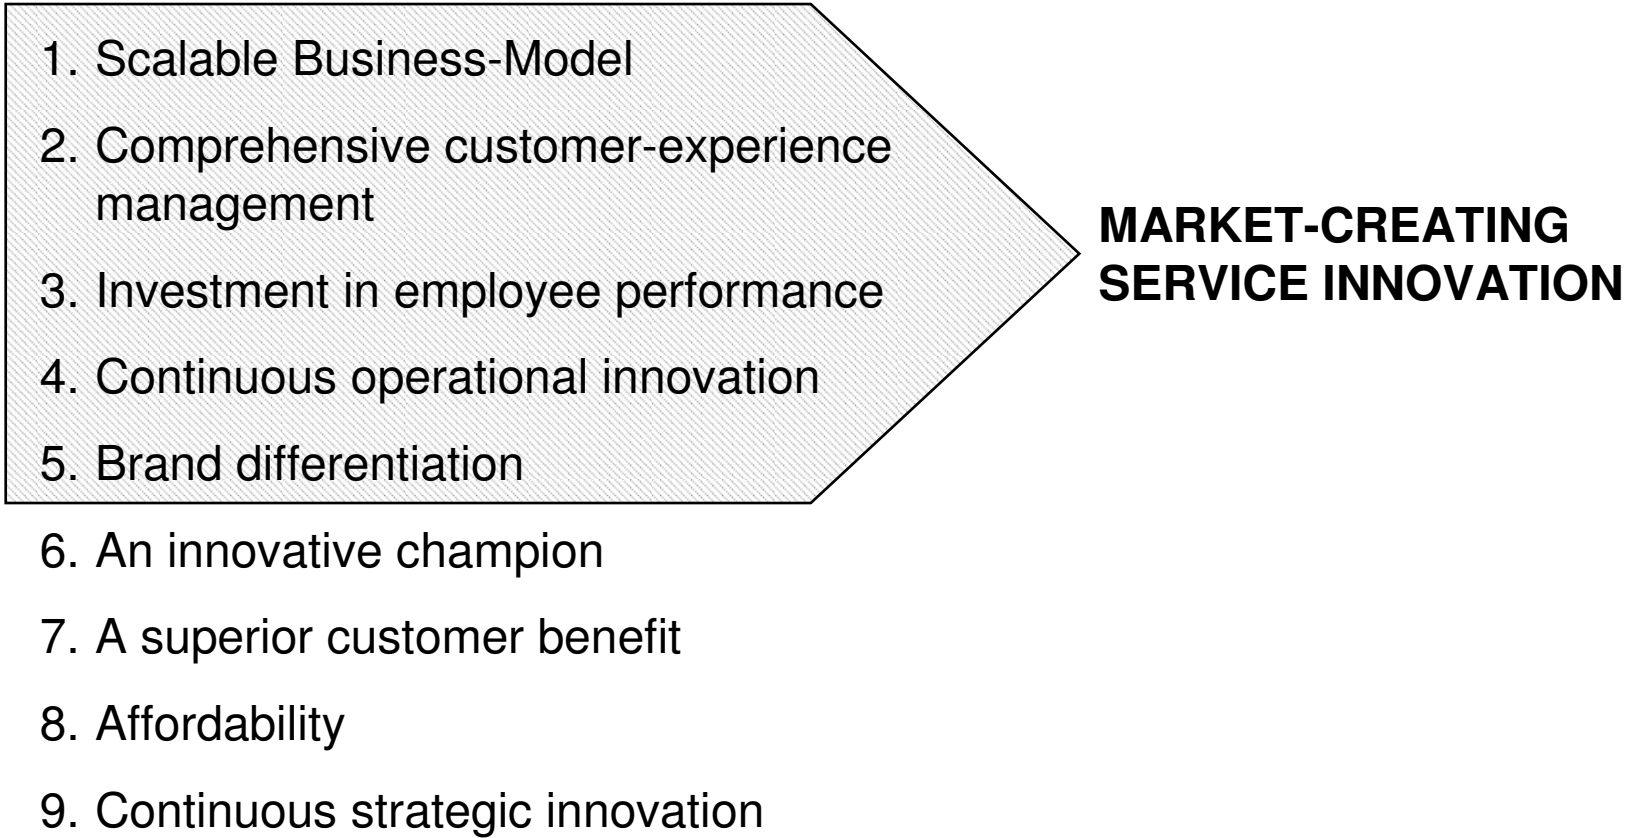 1. Scalable Business-Model
2. Comprehensive customer-experience
management
3. Investment in employee performance
4. Continuous operational innovation
5. Brand differentiation
6. An innovative champion
7. A superior customer benefit
8. Affordability
9. Continuous strategic innovation
MARKET-CREATING
SERVICE INNOVATION